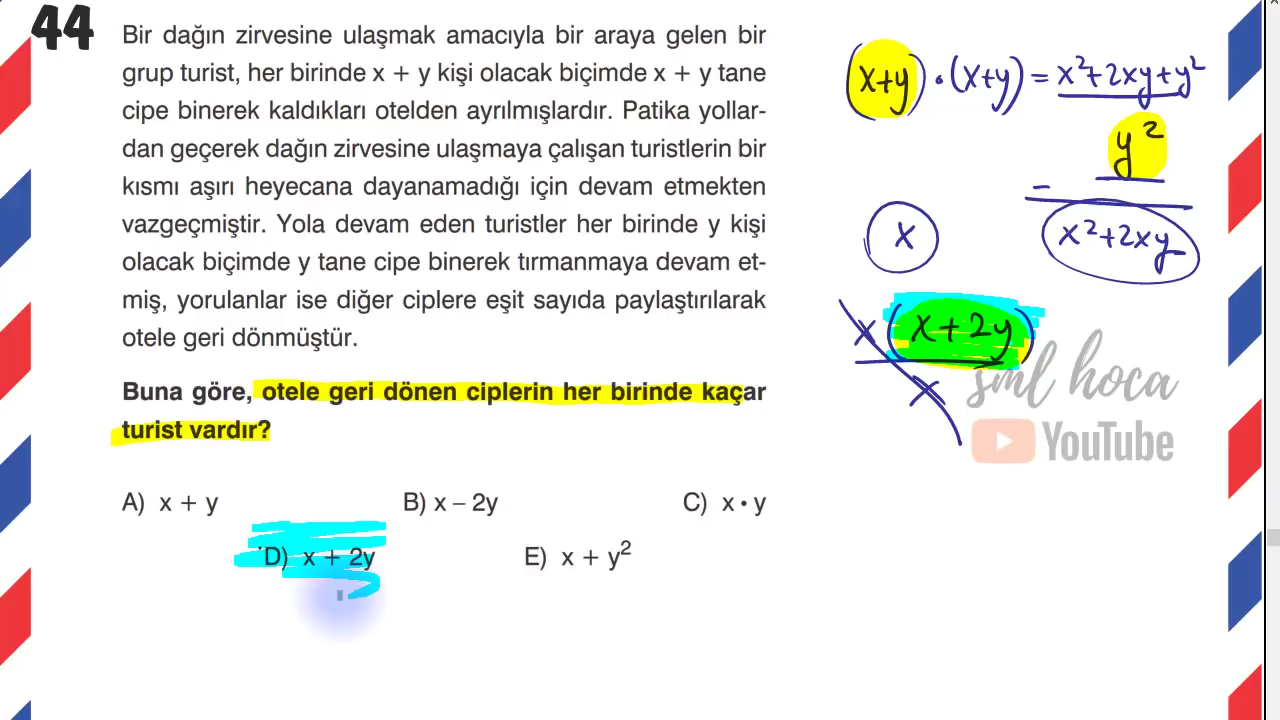 44
Bir dağın zirvesine ulaşmak amacıyla bir araya gelen bir
grup turist, her birinde x + y kişi olacak biçimde x + y tane
cipe binerek kaldıkları otelden ayrılmışlardır. Patika yollar-
dan geçerek dağın zirvesine ulaşmaya çalışan turistlerin bir
kısmı aşırı heyecana dayanamadığı için devam etmekten
vazgeçmiştir. Yola devam eden turistler her birinde y kişi
olacak biçimde y tane cipe binerek tırmanmaya devam et-
miş, yorulanlar ise diğer ciplere eşit sayıda paylaştırılarak
otele geri dönmüştür.
Buna göre, otele geri dönen ciplerin her birinde kaçar
turist vardır?
A) x + y
B) x – 2y
C) x • y
D) x + 2y
E) x + y²
(x+y) • (x+y) = x²+2xy+y²
y²
–
x²+2xy
x
x (x+2y)
x
sml hoca
YouTube